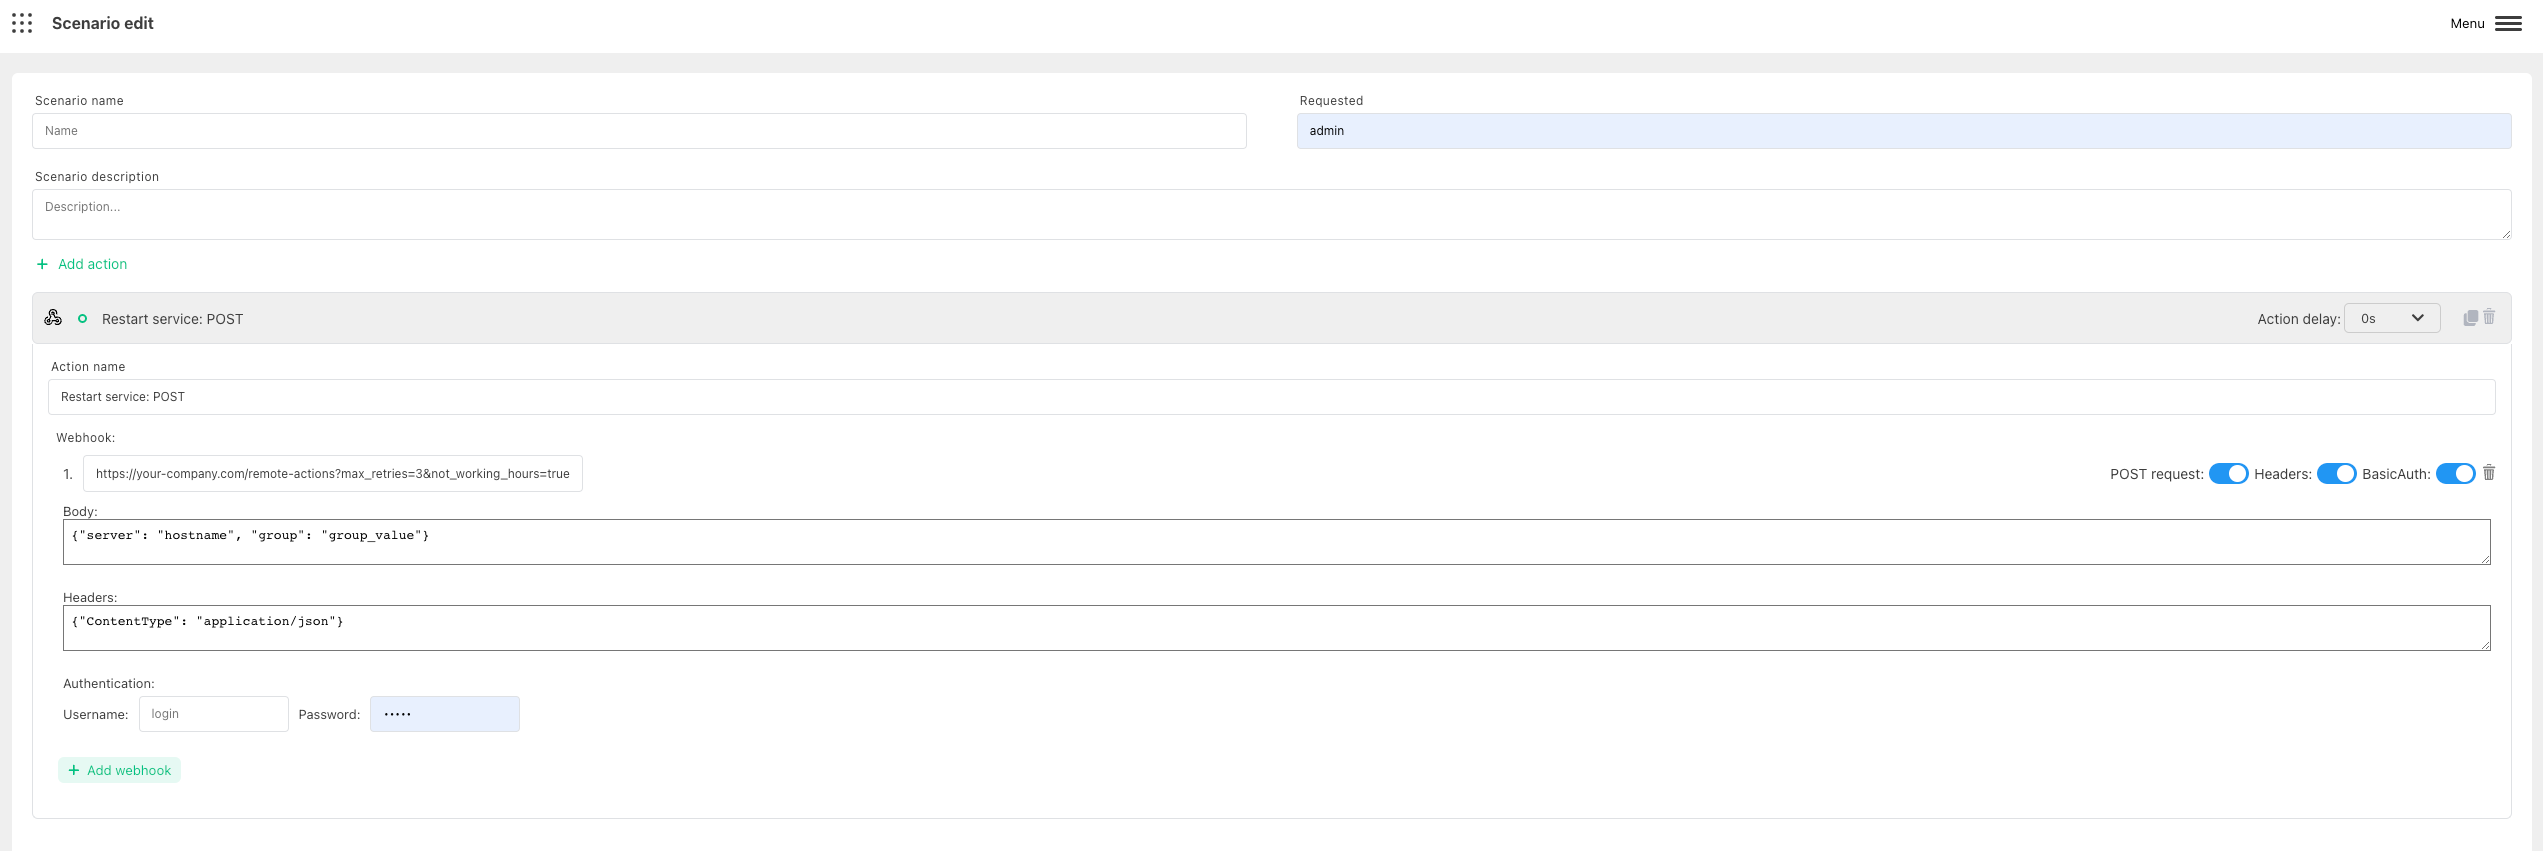 Scenario edit
Menu
Scenario name
Requested
Name
admin
Scenario description
Description...
+ Add action
Restart service: POST
Action delay: 0s
Action name
Restart service: POST
Webhook:
1. https://your-company.com/remote-actions?max_retries=3&not_working_hours=true
POST request: Headers: BasicAuth:
Body:
{"server": "hostname", "group": "group_value"}
Headers:
{"ContentType": "application/json"}
Authentication:
Username: login Password: •••••
+ Add webhook